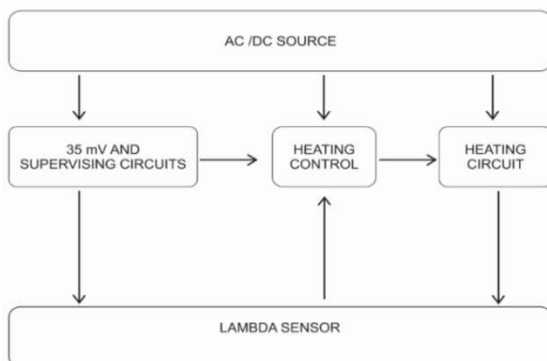 AC /DC SOURCE
35 mV AND
SUPERVISING CIRCUITS
HEATING
CONTROL
HEATING
CIRCUIT
LAMBDA SENSOR